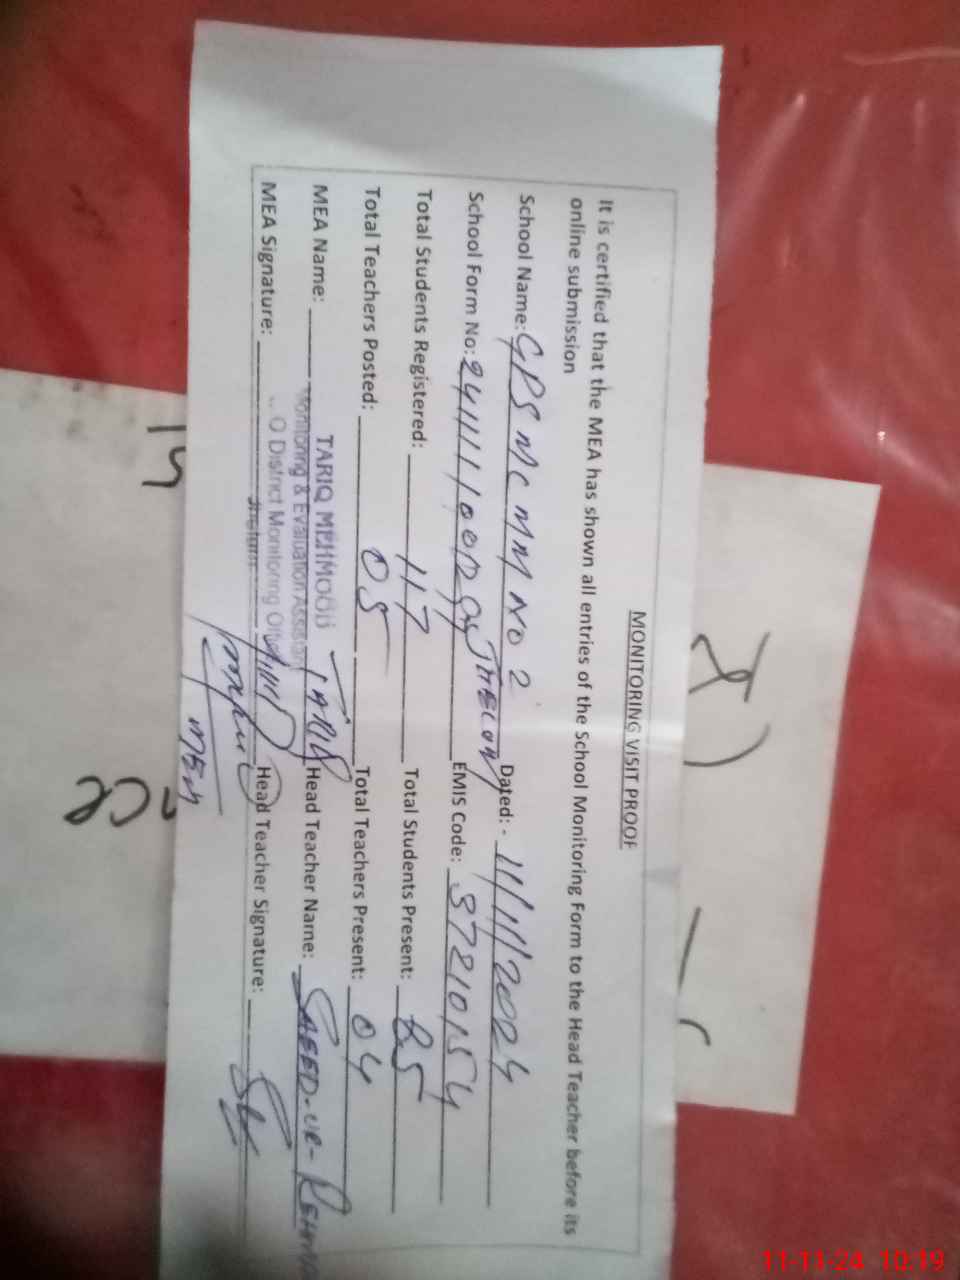 MONITORING VISIT PROOF
It is certified that the MEA has shown all entries of the School Monitoring Form to the Head Teacher before its
online submission
School Name: GPS MC MM NO 2 JHELUM Dated: - 11/11/2024
School Form No: EMIS Code: 37210154
Total Students Registered: 117 Total Students Present: 85
Total Teachers Posted: 05 Total Teachers Present: 04
TARIQ MEHMOOD
MEA Name: TARIQ Head Teacher Name: SAEED-UR-REHMA
Monitoring & Evaluation Assistant
MEA Signature: Head Teacher Signature:
O District Monitoring
Jhelum
11-11-24 10:19